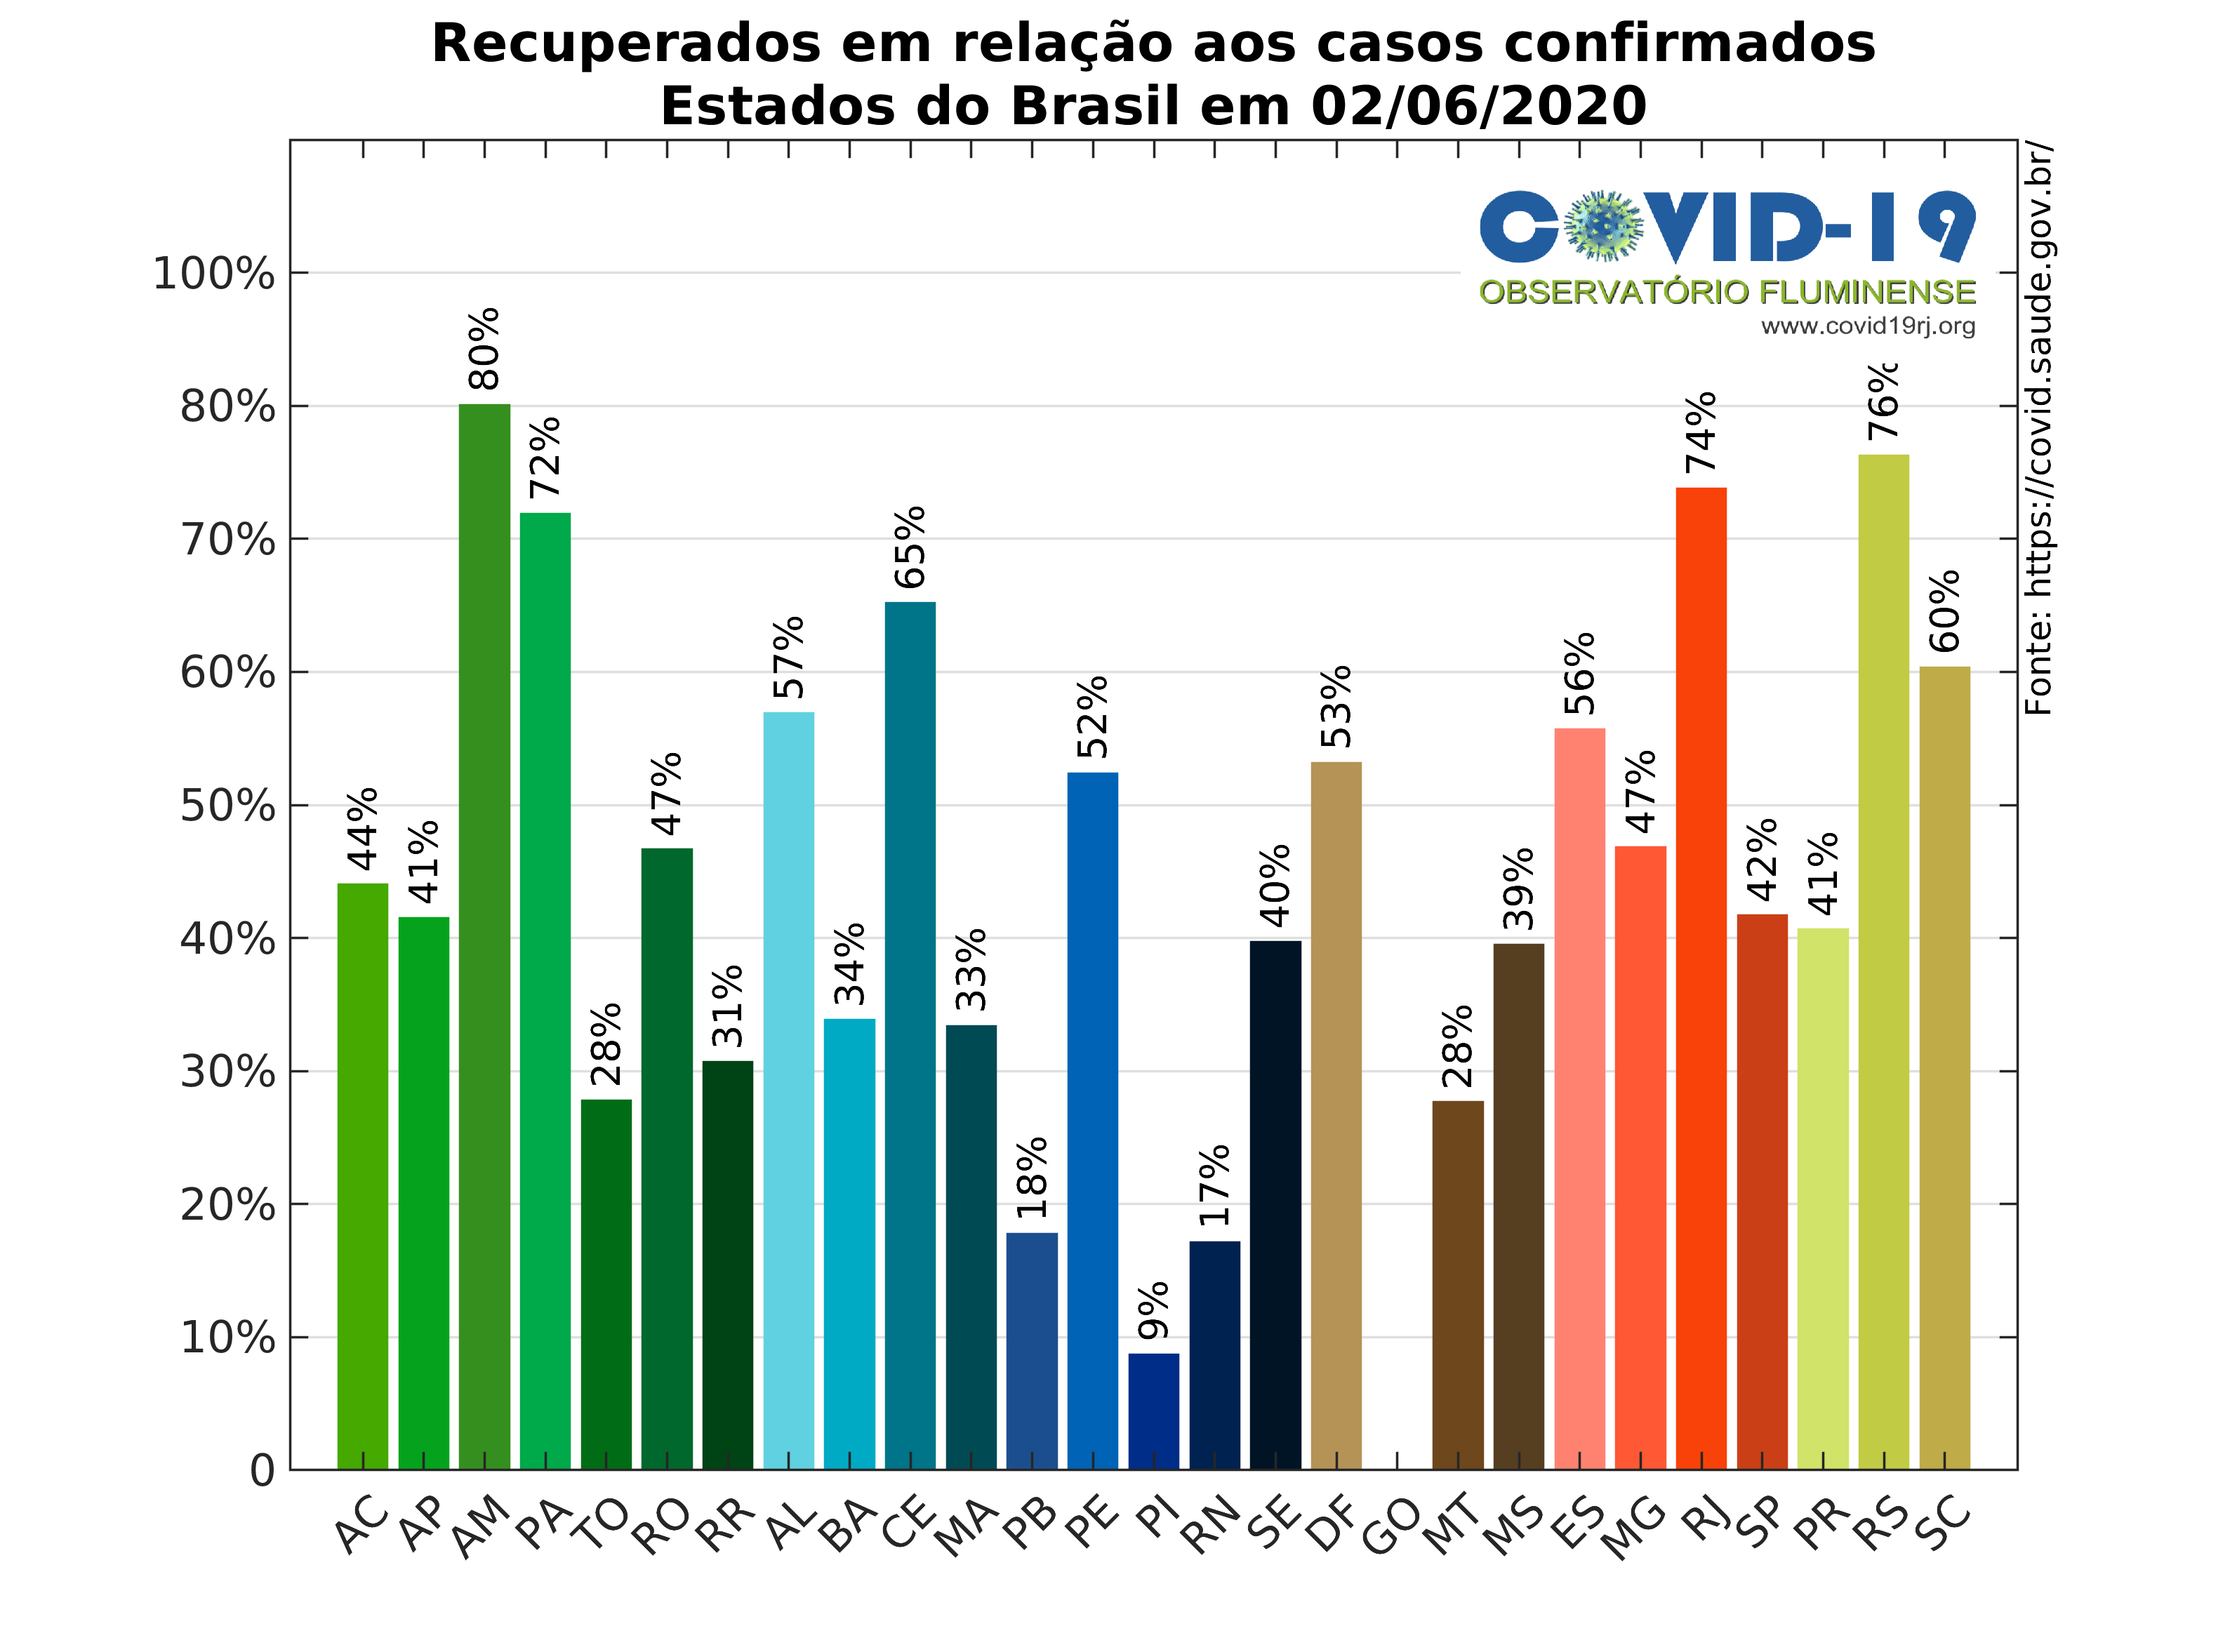 Recuperados em relação aos casos confirmados
Estados do Brasil em 02/06/2020
COVID-19
OBSERVATÓRIO FLUMINENSE
www.covid19rj.org
Fonte: https://covid.saude.gov.br/
100%
80%
70%
60%
50%
40%
30%
20%
10%
0
44%
41%
80%
72%
28%
47%
31%
57%
34%
65%
33%
18%
52%
9%
17%
40%
53%
28%
39%
56%
47%
74%
42%
41%
76%
60%
AC
AP
AM
PA
TO
RO
RR
AL
BA
CE
MA
PB
PE
PI
RN
SE
DF
GO
MT
MS
ES
MG
RJ
SP
PR
RS
SC